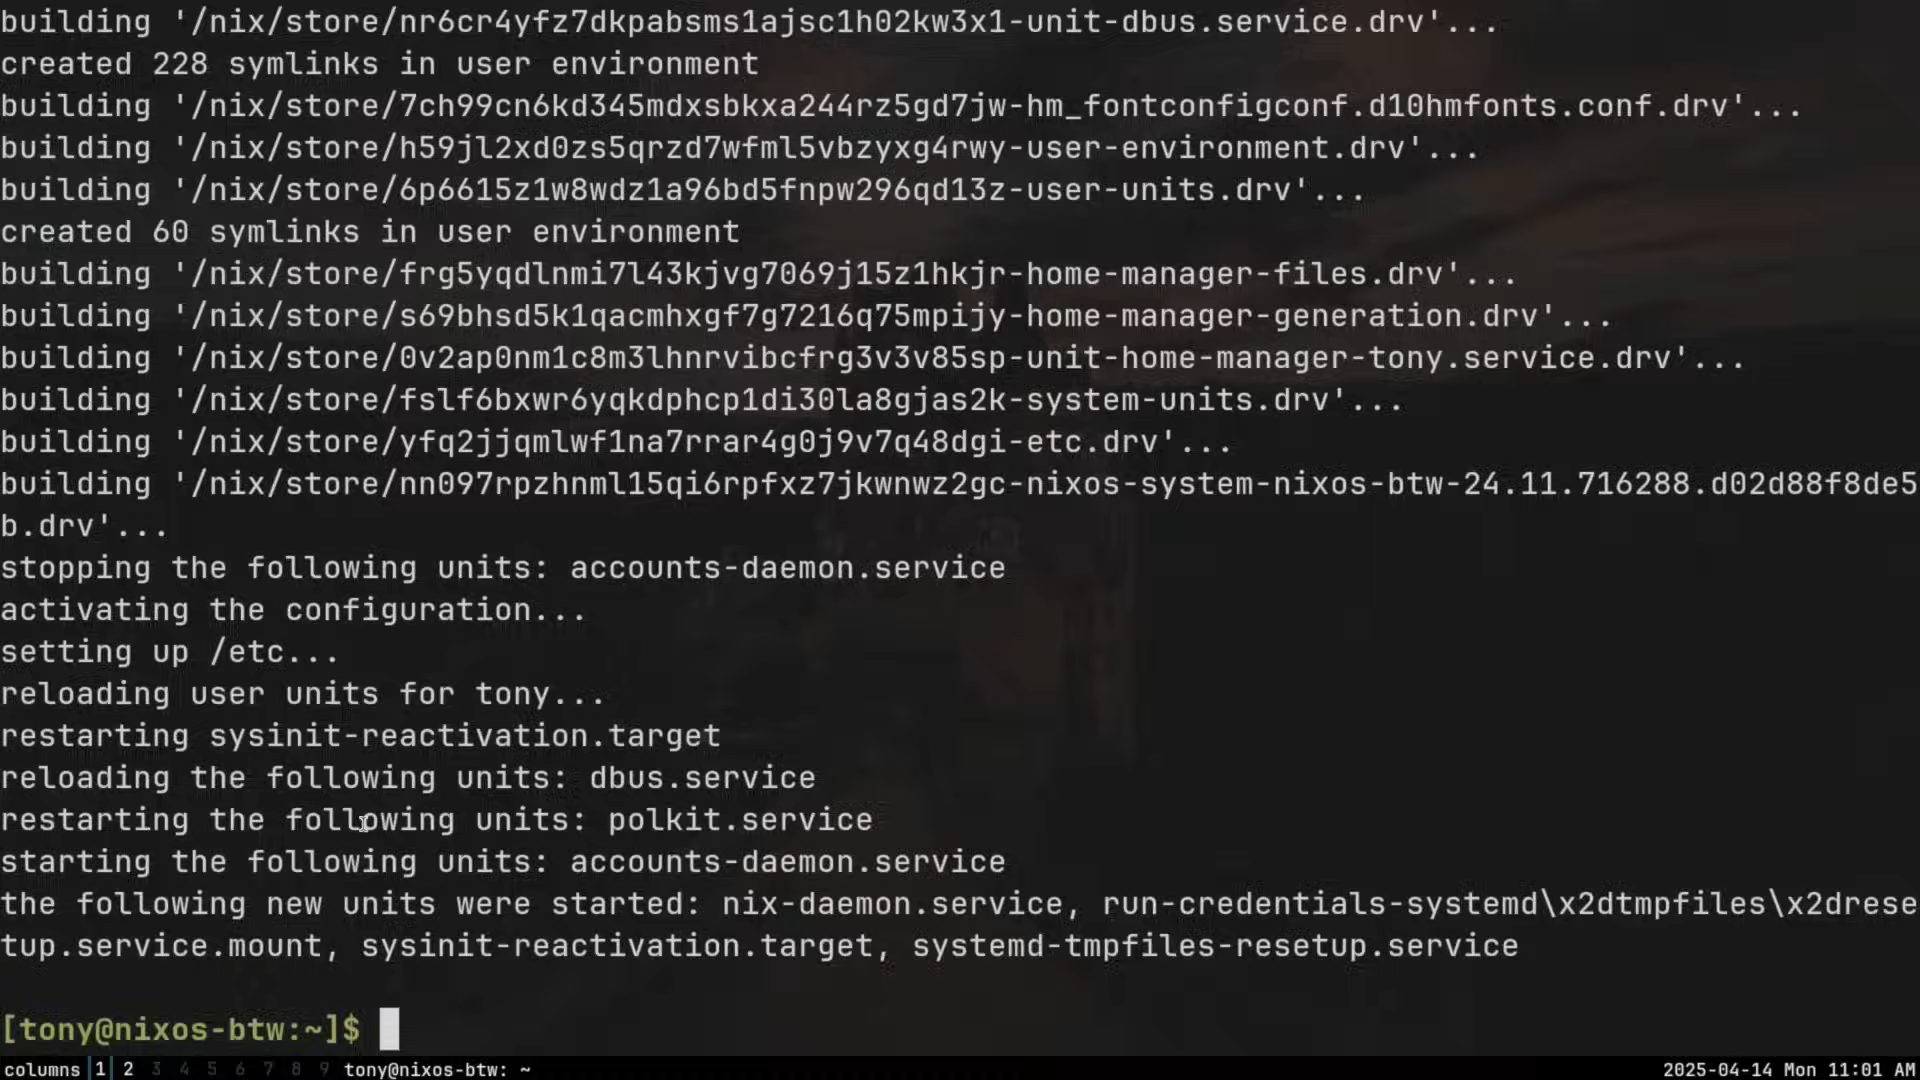 building '/nix/store/nr6cr4yfz7dkpabsms1ajsc1h02kw3x1-unit-dbus.service.drv'...
created 228 symlinks in user environment
building '/nix/store/7ch99cn6kd345mdxsbkxa244rz5gd7jw-hm_fontconfigconf.d10hmfonts.conf.drv'...
building '/nix/store/h59jl2xd0zs5qrzd7wfml5vbzyxg4rwy-user-environment.drv'...
building '/nix/store/6p6615z1w8wdz1a96bd5fnpw296qd13z-user-units.drv'...
created 60 symlinks in user environment
building '/nix/store/frg5yqdlnmi7l43kjvg7069j15z1hkjr-home-manager-files.drv'...
building '/nix/store/s69bhsd5k1qacmhxgf7g7216q75mpijy-home-manager-generation.drv'...
building '/nix/store/0v2ap0nm1c8m3lhnrvibcfrg3v3v85sp-unit-home-manager-tony.service.drv'...
building '/nix/store/fslf6bxwr6yqkdphcp1di30la8gjas2k-system-units.drv'...
building '/nix/store/yfq2jjqmlwf1na7rrar4g0j9v7q48dgi-etc.drv'...
building '/nix/store/nn097rpzhnml15qi6rpfxz7jkwnwz2gc-nixos-system-nixos-btw-24.11.716288.d02d88f8de5
b.drv'...
stopping the following units: accounts-daemon.service
activating the configuration...
setting up /etc...
reloading user units for tony...
restarting sysinit-reactivation.target
reloading the following units: dbus.service
restarting the following units: polkit.service
starting the following units: accounts-daemon.service
the following new units were started: nix-daemon.service, run-credentials-systemd\x2dtmpfiles\x2drese
tup.service.mount, sysinit-reactivation.target, systemd-tmpfiles-resetup.service
[tony@nixos-btw:~]$
columns 1 2 3 4 5 6 7 8 9 tony@nixos-btw: ~ 2025-04-14 Mon 11:01 AM